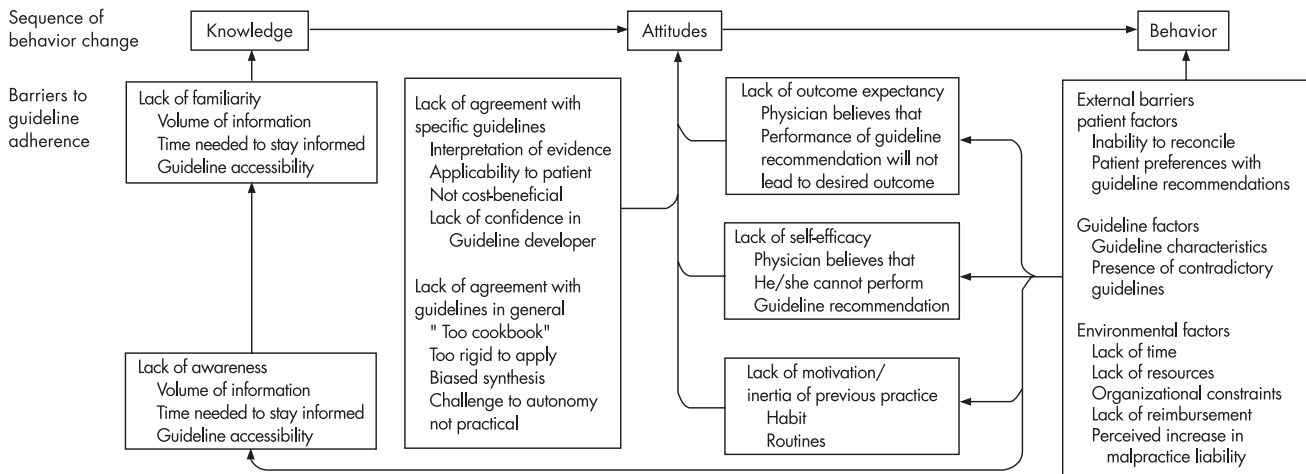 Sequence of
behavior change
Knowledge
Attitudes
Behavior
Barriers to
guideline
adherence
Lack of familiarity
Volume of information
Time needed to stay informed
Guideline accessibility
Lack of awareness
Volume of information
Time needed to stay informed
Guideline accessibility
Lack of agreement with
specific guidelines
Interpretation of evidence
Applicability to patient
Not cost-beneficial
Lack of confidence in
Guideline developer
Lack of agreement with
guidelines in general
" Too cookbook"
Too rigid to apply
Biased synthesis
Challenge to autonomy
not practical
Lack of outcome expectancy
Physician believes that
Performance of guideline
recommendation will not
lead to desired outcome
Lack of self-efficacy
Physician believes that
He/she cannot perform
Guideline recommendation
Lack of motivation/
inertia of previous practice
Habit
Routines
External barriers
patient factors
Inability to reconcile
Patient preferences with
guideline recommendations
Guideline factors
Guideline characteristics
Presence of contradictory
guidelines
Environmental factors
Lack of time
Lack of resources
Organizational constraints
Lack of reimbursement
Perceived increase in
malpractice liability